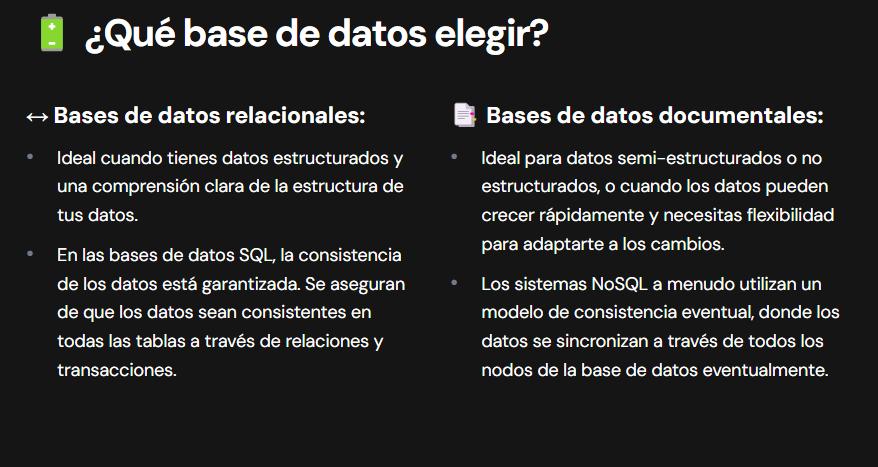 ¿Qué base de datos elegir?
↔ Bases de datos relacionales:
• Ideal cuando tienes datos estructurados y
una comprensión clara de la estructura de
tus datos.
• En las bases de datos SQL, la consistencia
de los datos está garantizada. Se aseguran
de que los datos sean consistentes en
todas las tablas a través de relaciones y
transacciones.
Bases de datos documentales:
• Ideal para datos semi-estructurados o no
estructurados, o cuando los datos pueden
crecer rápidamente y necesitas flexibilidad
para adaptarte a los cambios.
• Los sistemas NoSQL a menudo utilizan un
modelo de consistencia eventual, donde los
datos se sincronizan a través de todos los
nodos de la base de datos eventualmente.